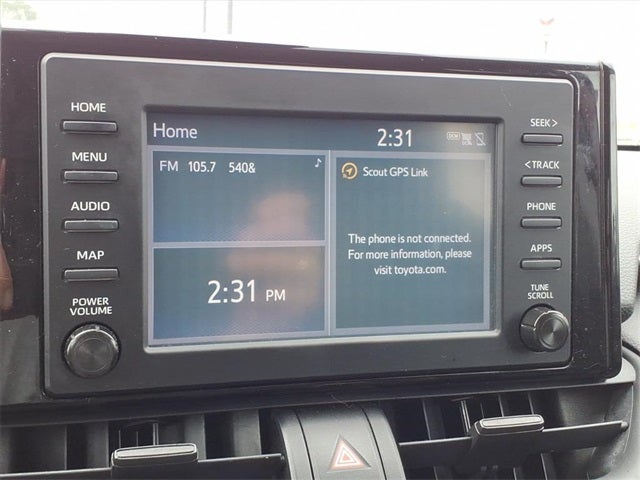 HOME
MENU
AUDIO
MAP
POWER
VOLUME
Home 2:31 DCM
FM 105.7 540&
2:31 PM
Scout GPS Link
The phone is not connected.
For more information, please
visit toyota.com.
SEEK >
< TRACK
PHONE
APPS
TUNE
SCROLL